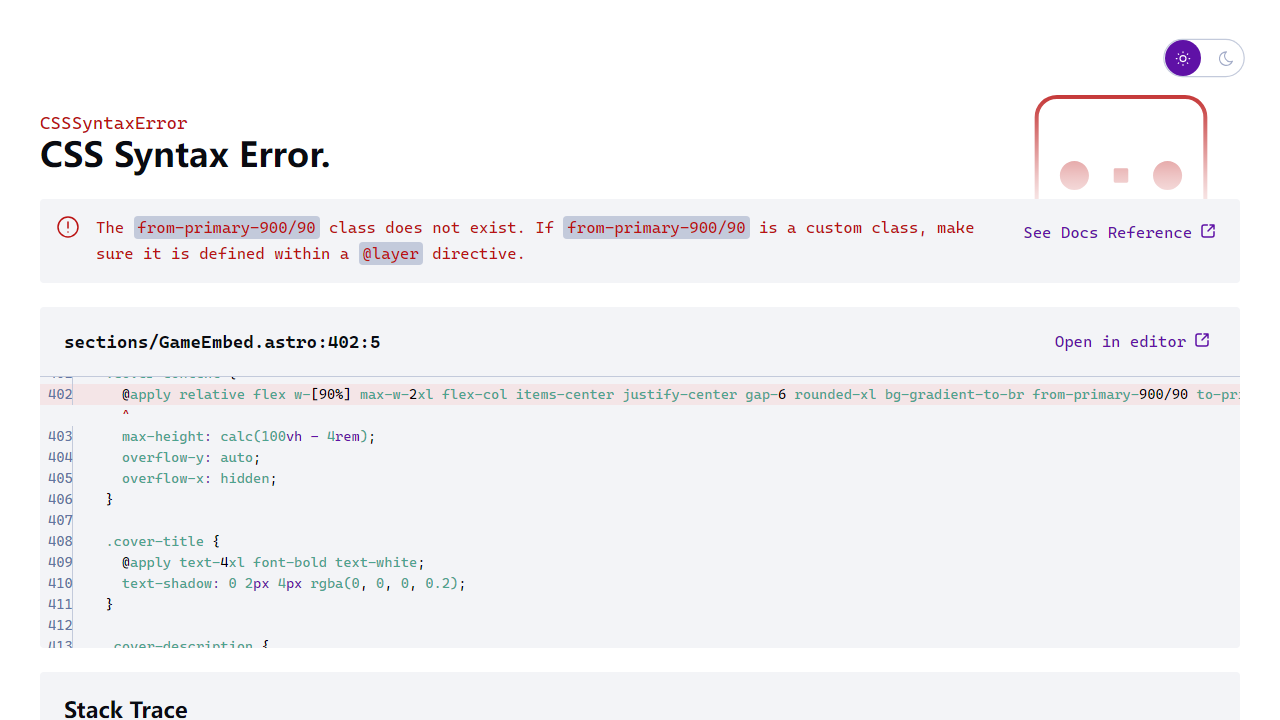 CSSSyntaxError
CSS Syntax Error.
The from-primary-900/90 class does not exist. If from-primary-900/90 is a custom class, make
sure it is defined within a @layer directive.
See Docs Reference
sections/GameEmbed.astro:402:5
Open in editor
402 @apply relative flex w-[90%] max-w-2xl flex-col items-center justify-center gap-6 rounded-xl bg-gradient-to-br from-primary-900/90
^
403 max-height: calc(100vh - 4rem);
404 overflow-y: auto;
405 overflow-x: hidden;
406 }
407
408 .cover-title {
409 @apply text-4xl font-bold text-white;
410 text-shadow: 0 2px 4px rgba(0, 0, 0, 0.2);
411 }
412
413 .cover-description {
Stack Trace